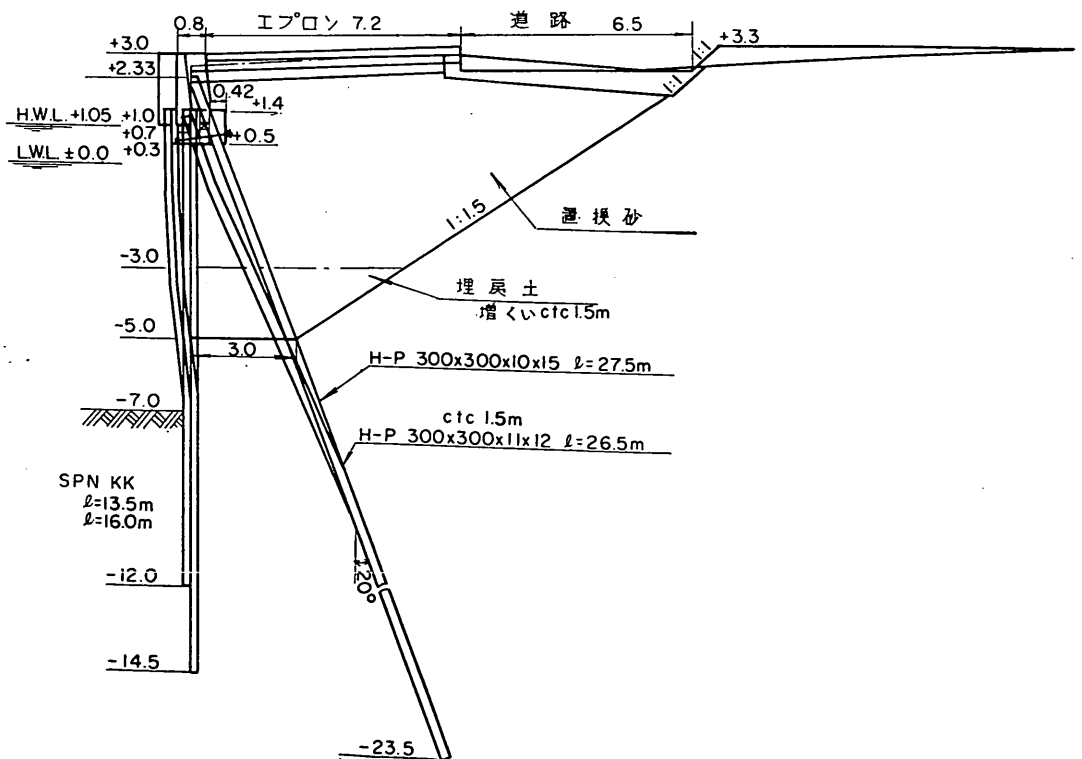 0.8 エプロン 7.2 道路 6.5
+3.0
1:1 +3.3
+2.33
1:1
0.42
+1.4
H.W.L. +1.05 +1.0
+0.7
+0.5
L.W.L. ±0.0 +0.3
1:1.5
置換砂
-3.0
埋戻土
増くい ctc 1.5m
-5.0
3.0
H-P 300x300x10x15 ℓ=27.5m
-7.0
ctc 1.5m
H-P 300x300x11x12 ℓ=26.5m
SPN KK
ℓ=13.5m
ℓ=16.0m
-12.0
20°
-14.5
-23.5